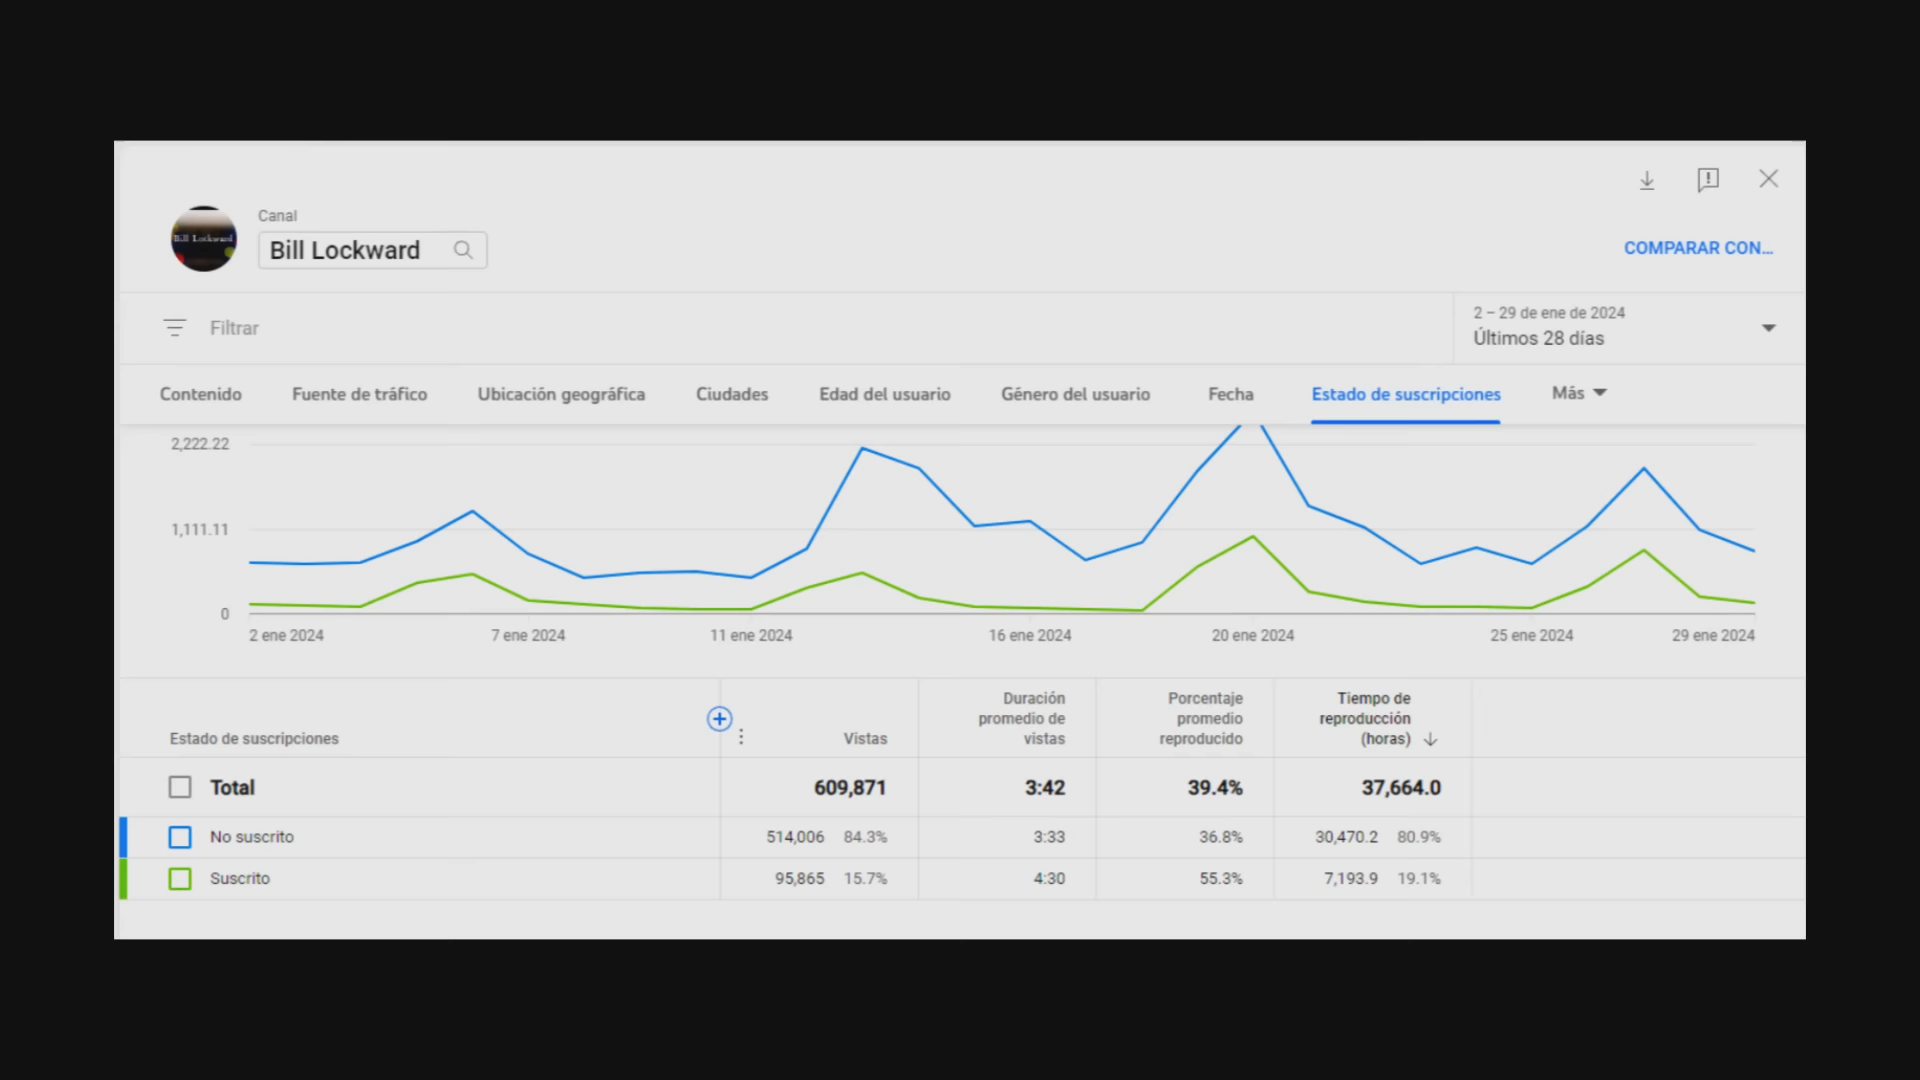 Canal
Bill Lockward
Bill Lockward
COMPARAR CON...
Filtrar
2 – 29 de ene de 2024
Últimos 28 días
Contenido Fuente de tráfico Ubicación geográfica Ciudades Edad del usuario Género del usuario Fecha Estado de suscripciones Más
2,222.22
1,111.11
0
2 ene 2024 7 ene 2024 11 ene 2024 16 ene 2024 20 ene 2024 25 ene 2024 29 ene 2024
Estado de suscripciones
Vistas
Duración
promedio de
vistas
Porcentaje
promedio
reproducido
Tiempo de
reproducción
(horas)
Total 609,871 3:42 39.4% 37,664.0
No suscrito 514,006 84.3% 3:33 36.8% 30,470.2 80.9%
Suscrito 95,865 15.7% 4:30 55.3% 7,193.9 19.1%